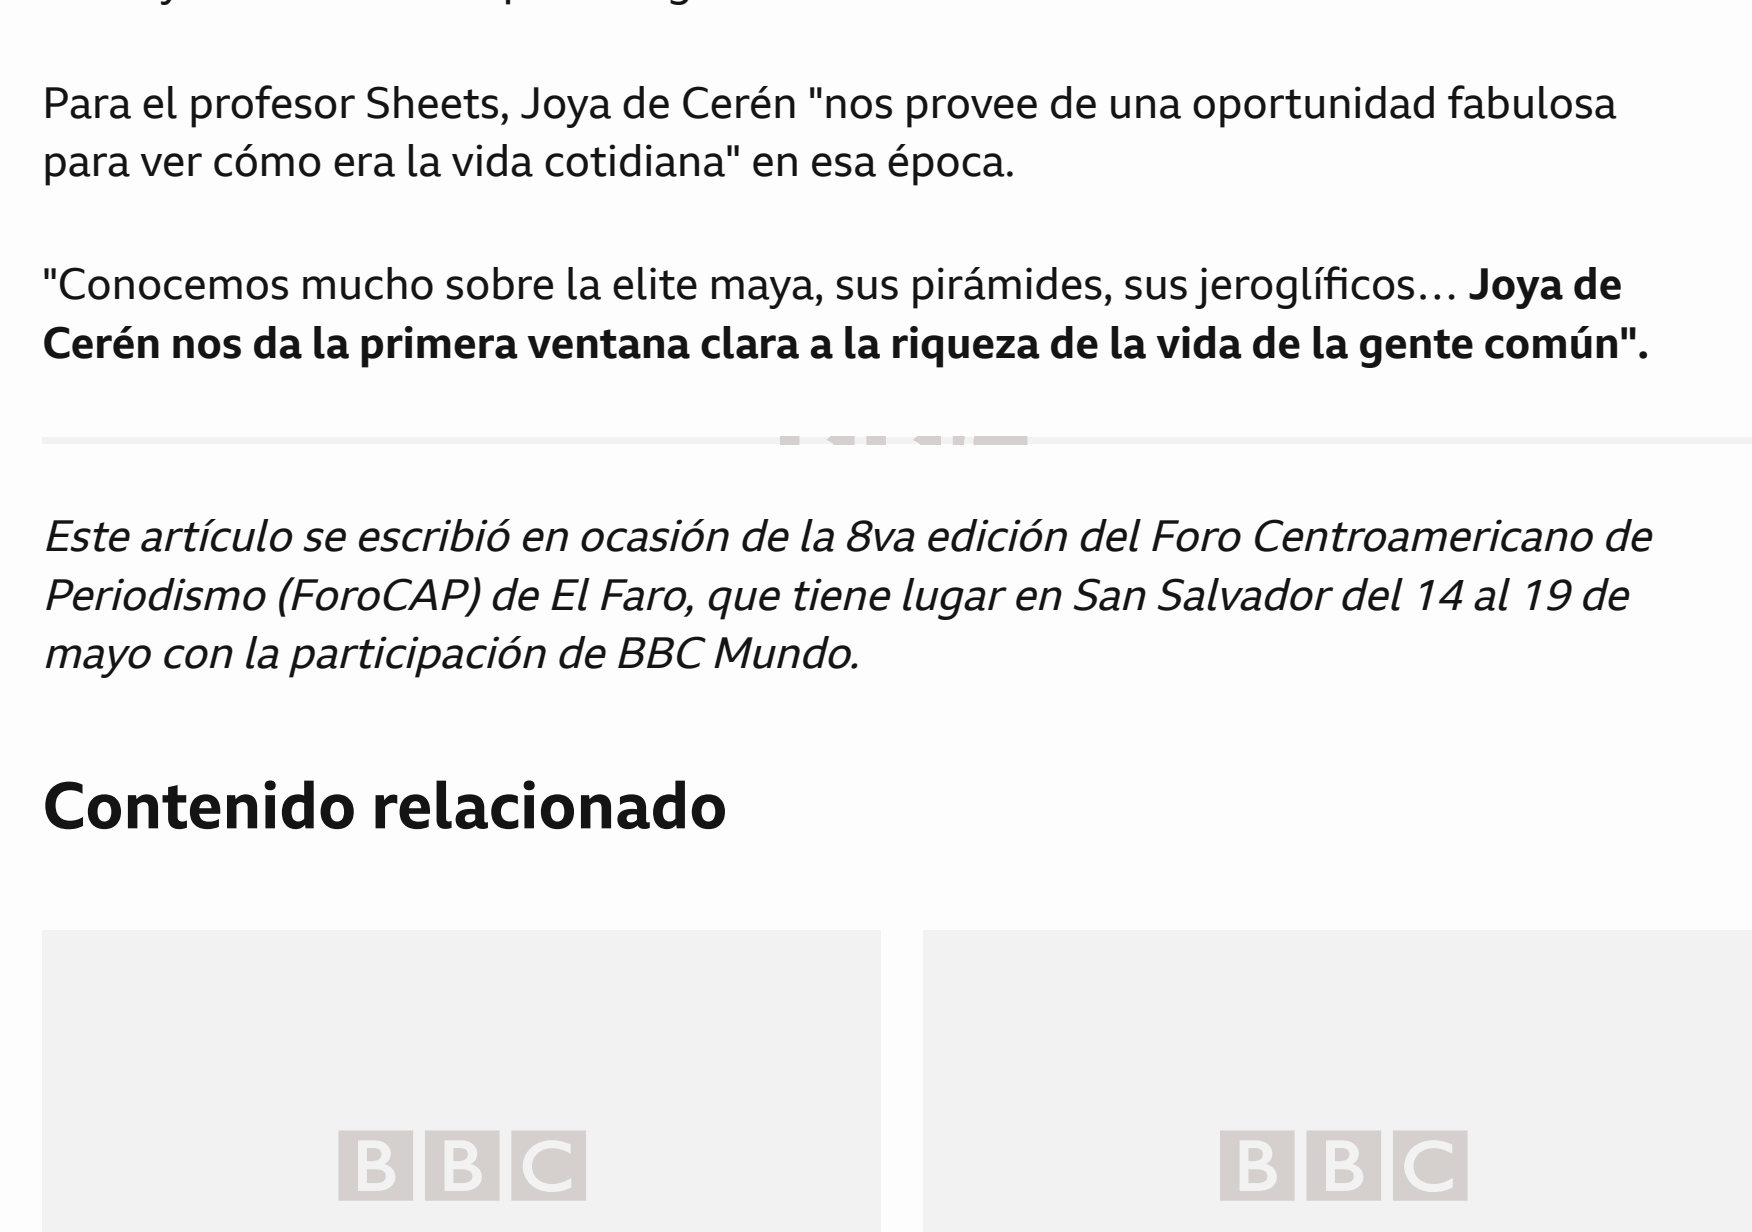 Para el profesor Sheets, Joya de Cerén "nos provee de una oportunidad fabulosa
para ver cómo era la vida cotidiana" en esa época.
"Conocemos mucho sobre la elite maya, sus pirámides, sus jeroglíficos… Joya de
Cerén nos da la primera ventana clara a la riqueza de la vida de la gente común".
Este artículo se escribió en ocasión de la 8va edición del Foro Centroamericano de
Periodismo (ForoCAP) de El Faro, que tiene lugar en San Salvador del 14 al 19 de
mayo con la participación de BBC Mundo.
Contenido relacionado
BBC
BBC